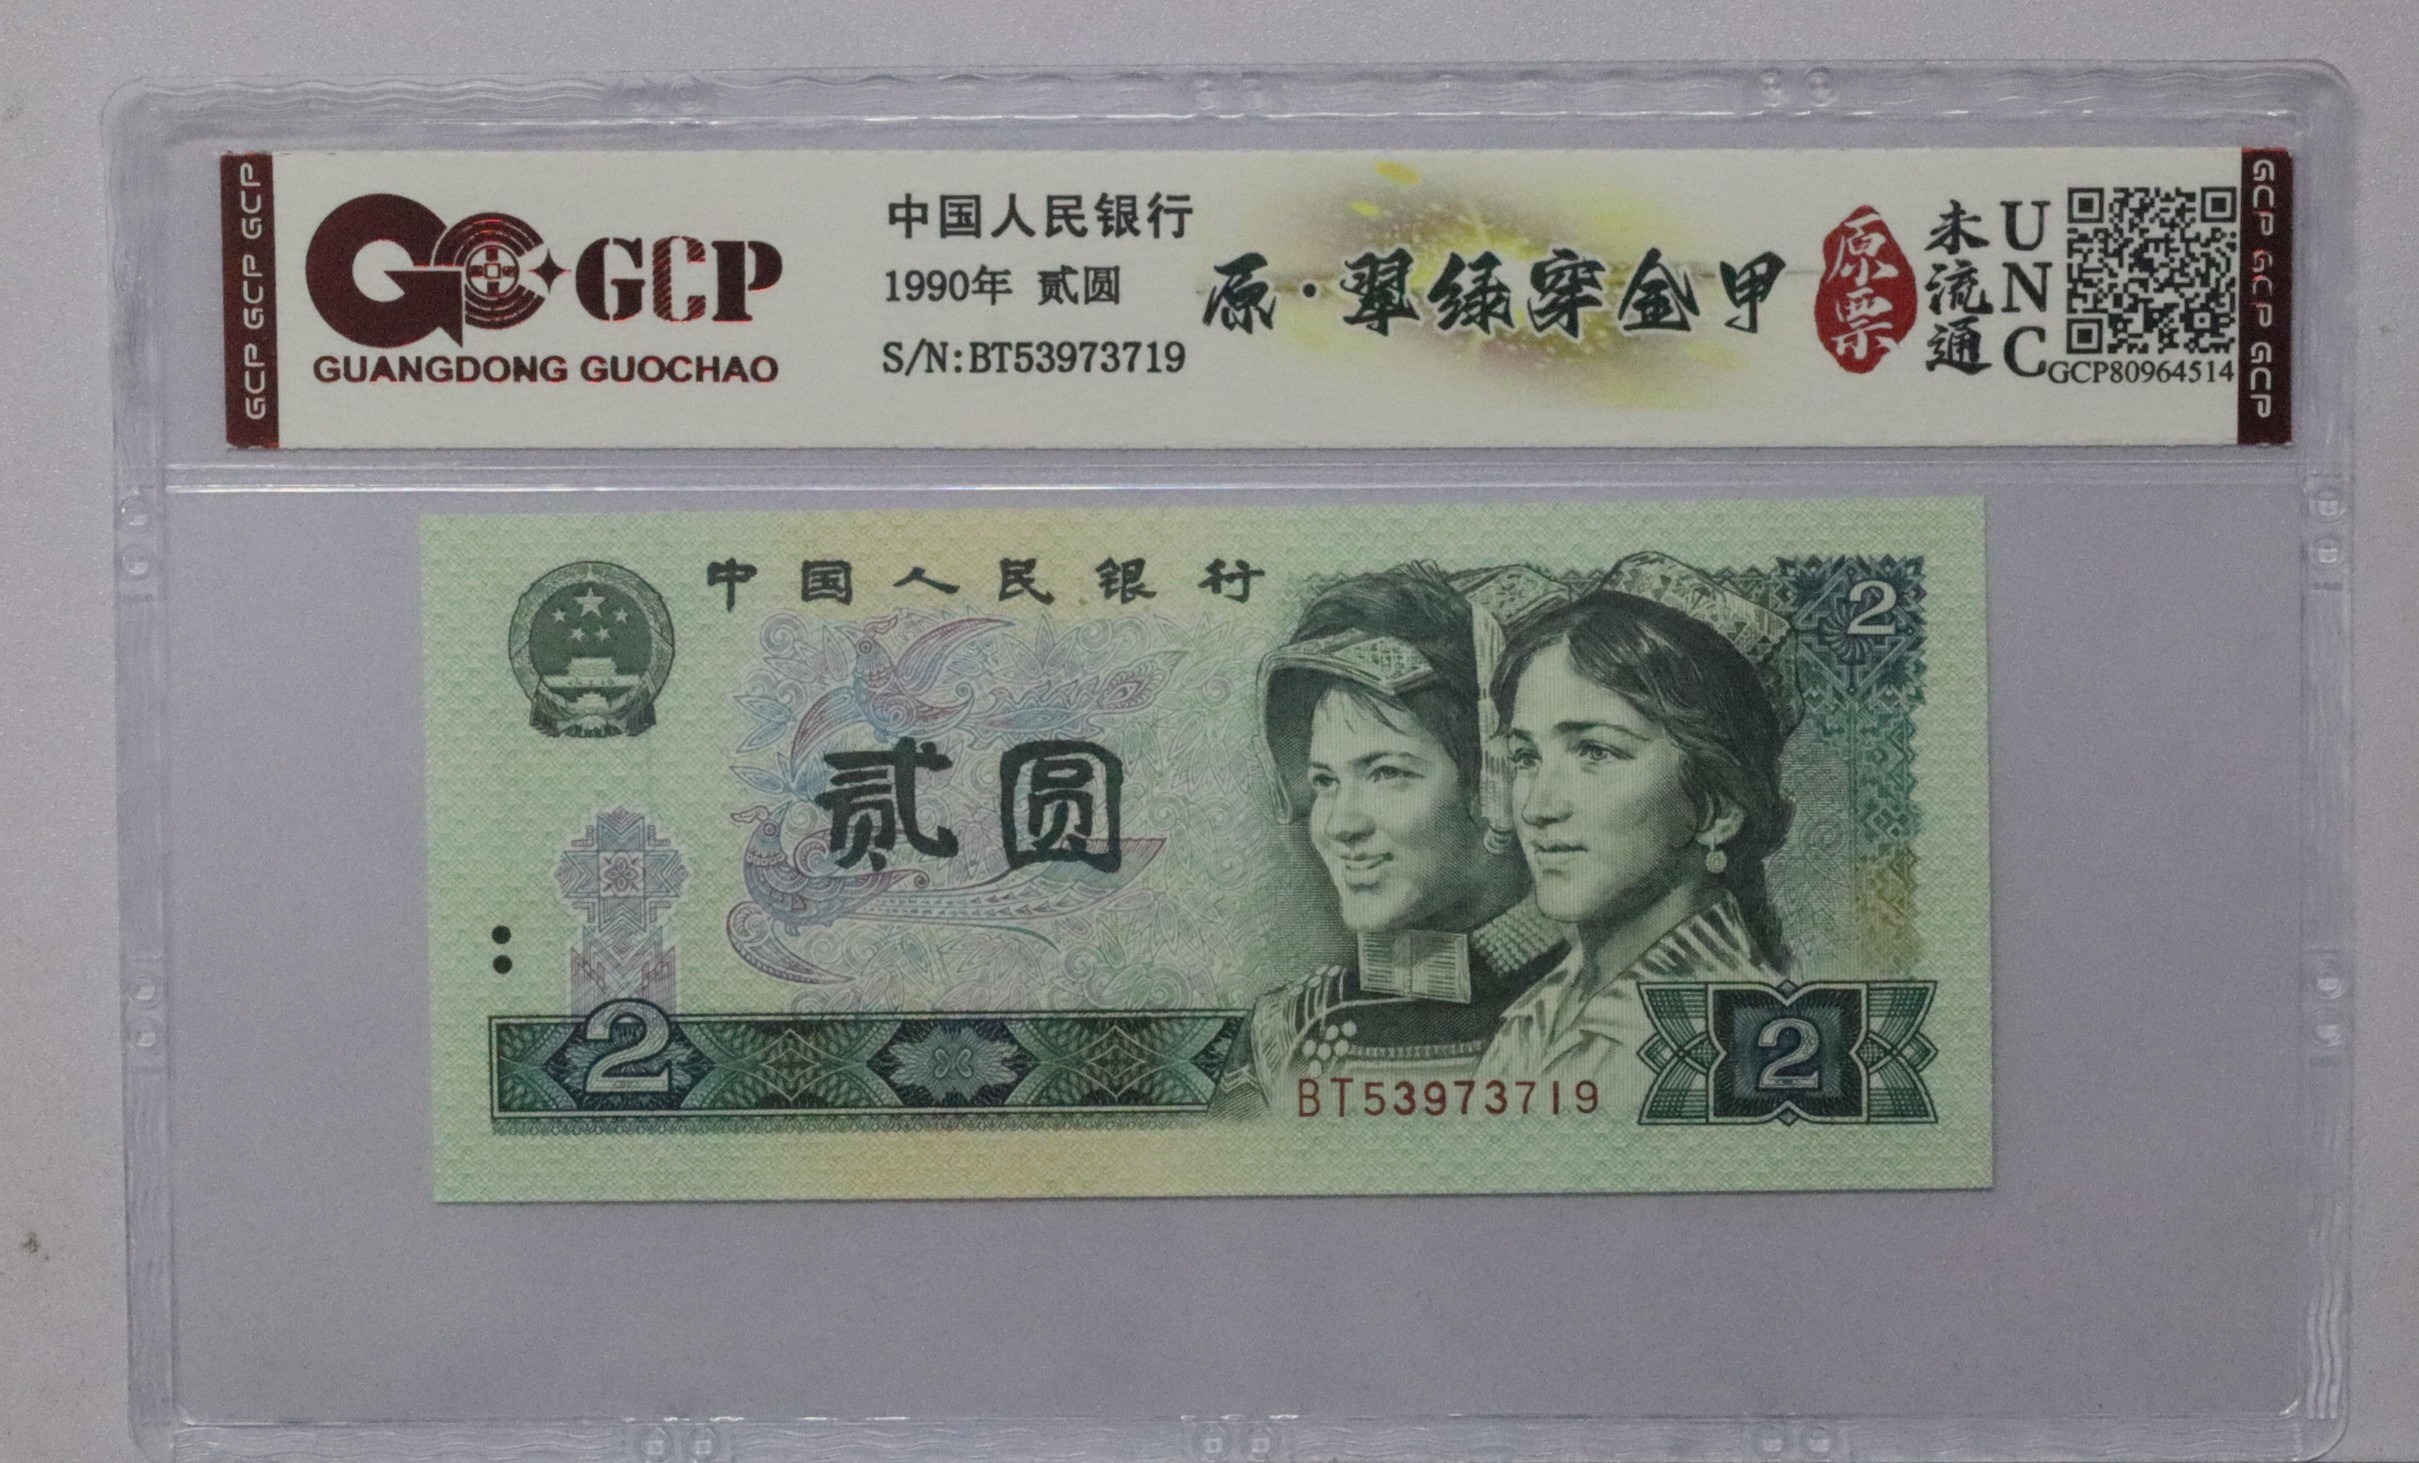 GCP GCP GCP
GCP
GUANGDONG GUOCHAO
中国人民银行
1990年 贰圆
S/N:BT53973719
原·翠绿穿金甲
原票
未流通
UNC
GCP80964514
GCP GCP GCP
中国人民银行
2
贰圆
2
2
BT53973719